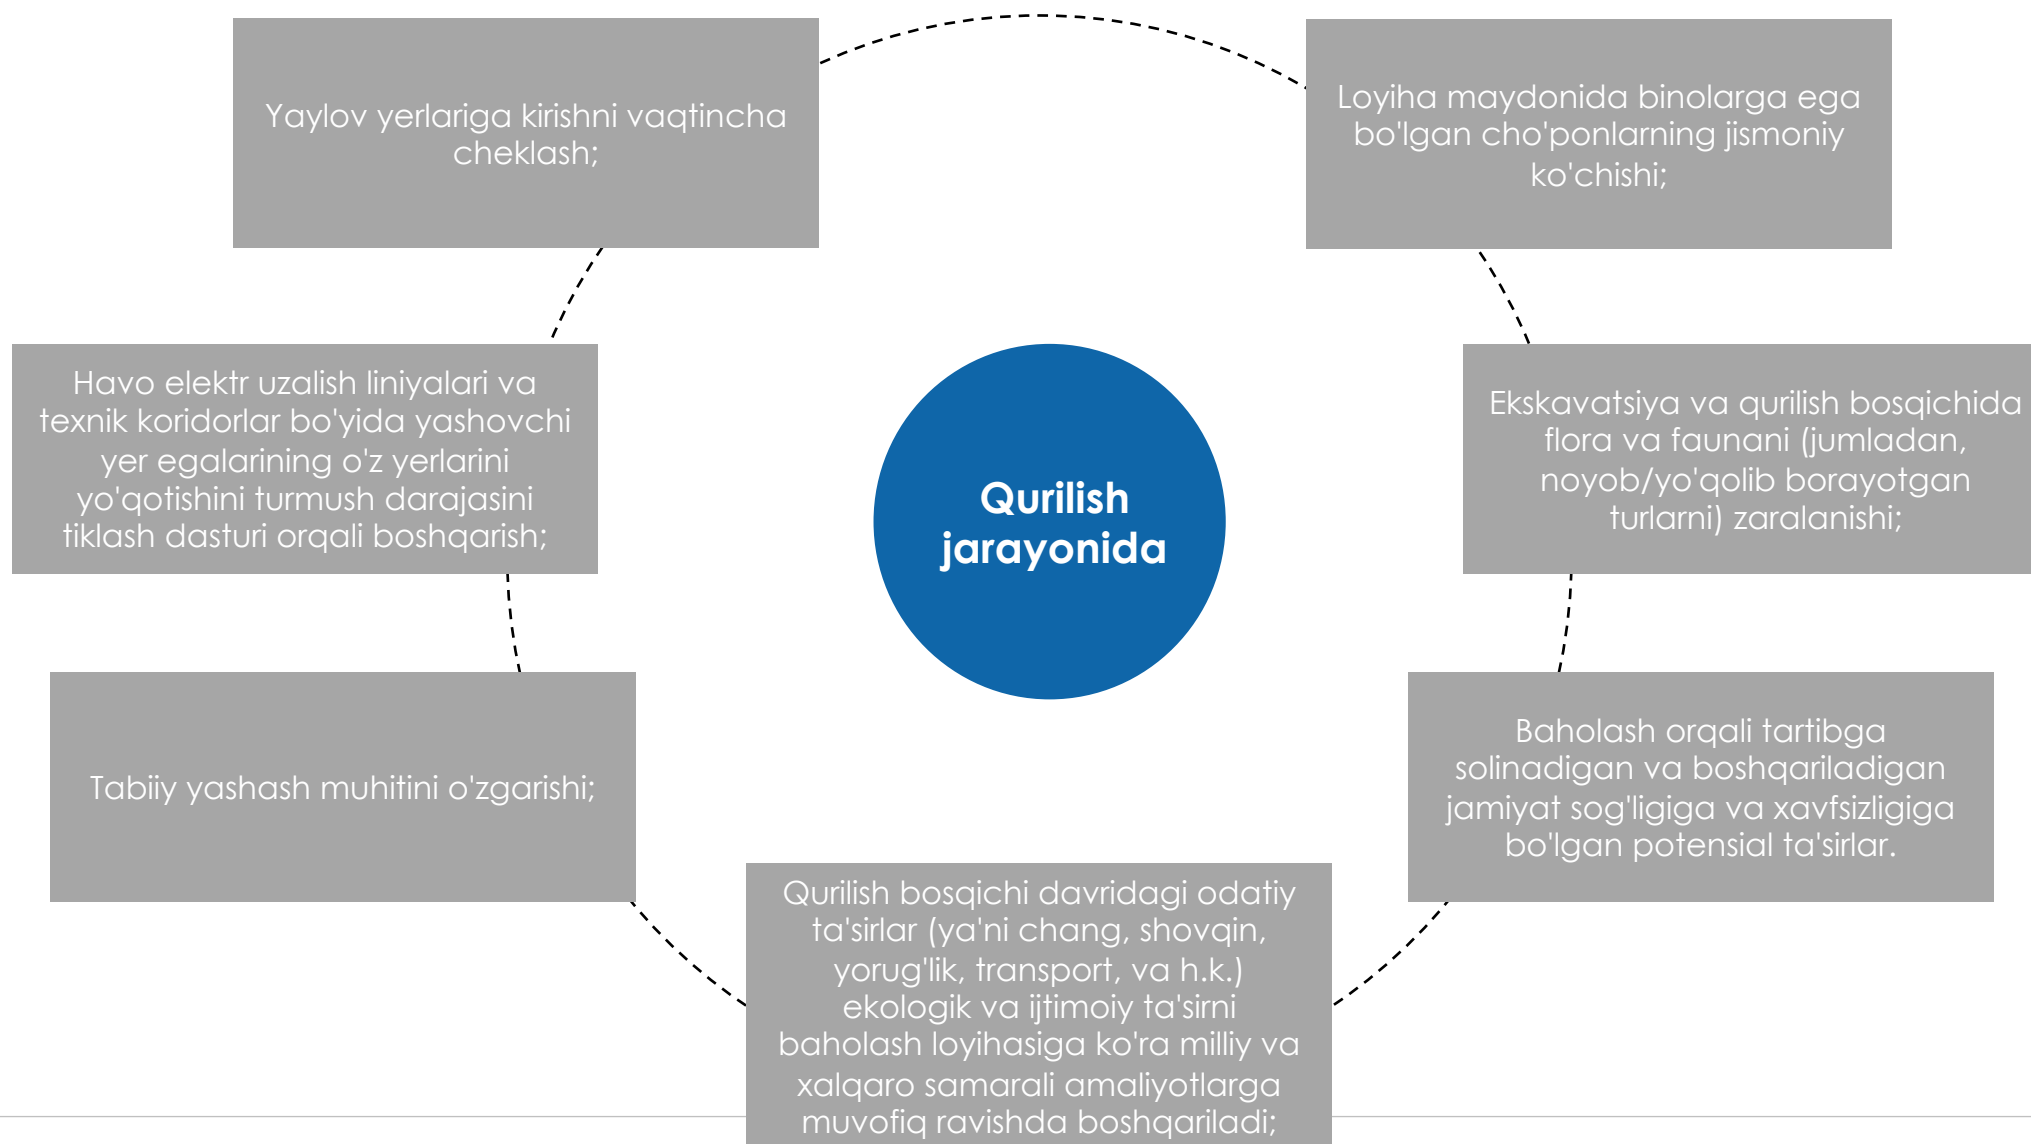 Yaylov yerlariga kirishni vaqtincha
cheklash;
Loyiha maydonida binolarga ega
bo'lgan cho'ponlarning jismoniy
ko'chishi;
Havo elektr uzalish liniyalari va
texnik koridorlar bo'yida yashovchi
yer egalarining o'z yerlarini
yo'qotishini turmush darajasini
tiklash dasturi orqali boshqarish;
Qurilish
jarayonida
Ekskavatsiya va qurilish bosqichida
flora va faunani (jumladan,
noyob/yo'qolib borayotgan
turlarni) zaralanishi;
Tabiiy yashash muhitini o'zgarishi;
Baholash orqali tartibga
solinadigan va boshqariladigan
jamiyat sog'ligiga va xavfsizligiga
bo'lgan potensial ta'sirlar.
Qurilish bosqichi davridagi odatiy
ta'sirlar (ya'ni chang, shovqin,
yorug'lik, transport, va h.k.)
ekologik va ijtimoiy ta'sirni
baholash loyihasiga ko'ra milliy va
xalqaro samarali amaliyotlarga
muvofiq ravishda boshqariladi;